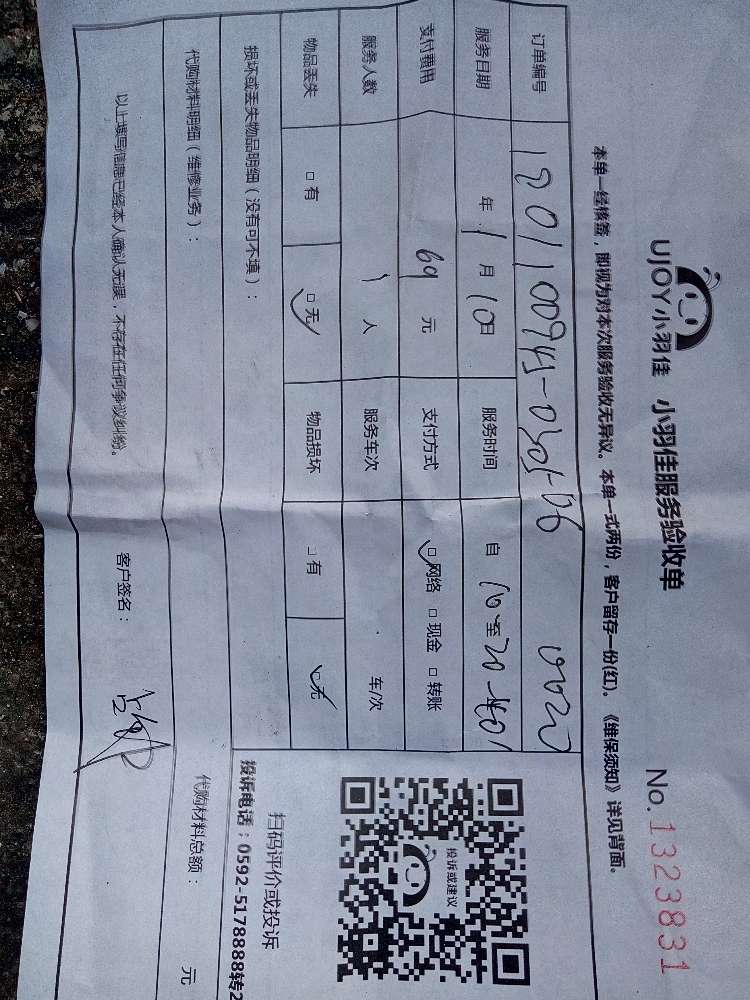 UJOY小羽佳 小羽佳服务验收单 No.1323831
本单一经核签，即视为对本次服务验收无异议。本单一式两份，客户留存一份(红)。《维保须知》详见背面。
订单编号
服务日期 年 1 月 10日 服务时间 自 至
支付费用 69 元 支付方式 □网络 □现金 □转账
服务人数 1 人 服务车次 车/次
物品丢失 □有 □无 物品损坏 □有 □无
损坏或丢失物品明细（没有可不填）：
投诉或建议
扫码评价或投诉
投诉电话：0592-5178888转2
代购材料明细（维修业务）： 代购材料总额： 元
以上填写信息已经本人确认无误，不存在任何争议纠纷。 客户签名：